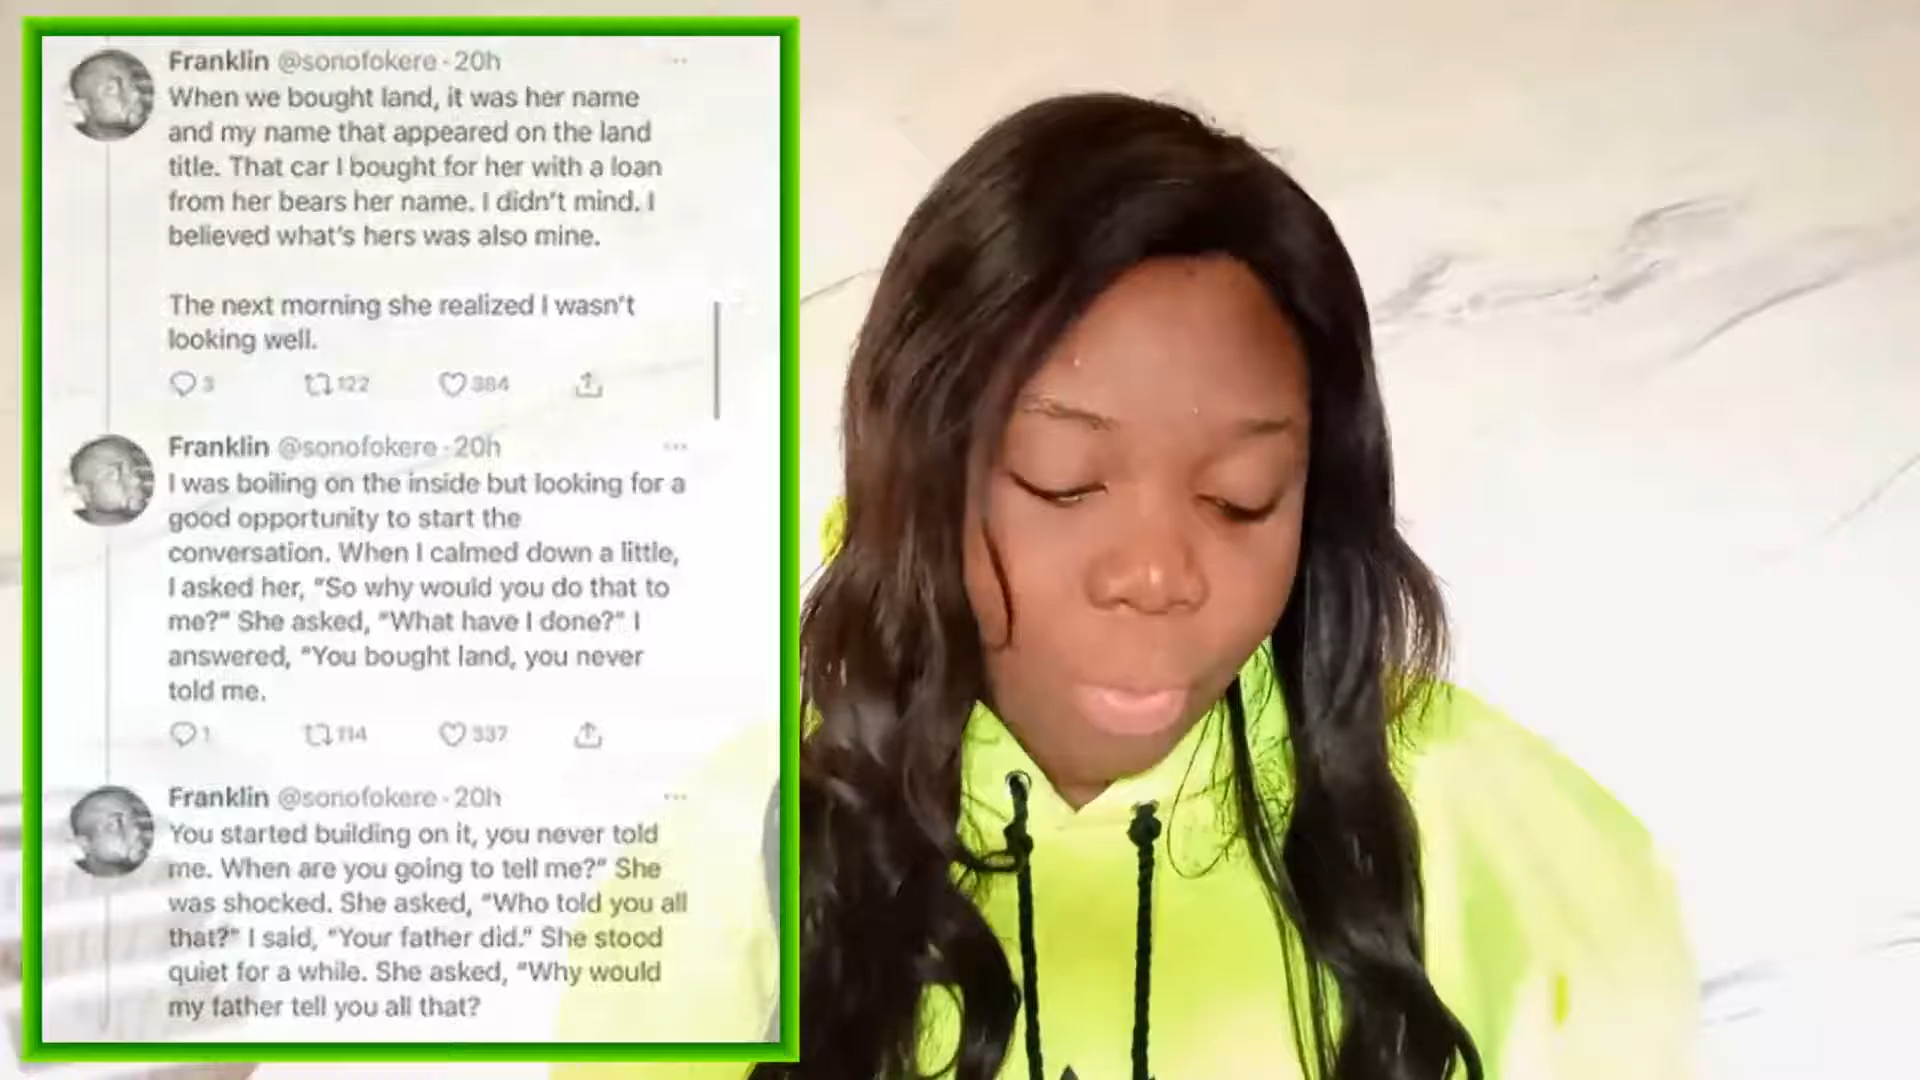 Franklin @sonofokere · 20h
When we bought land, it was her name
and my name that appeared on the land
title. That car I bought for her with a loan
from her bears her name. I didn't mind. I
believed what's hers was also mine.
The next morning she realized I wasn't
looking well.
3 122 384
Franklin @sonofokere · 20h
I was boiling on the inside but looking for a
good opportunity to start the
conversation. When I calmed down a little,
I asked her, "So why would you do that to
me?" She asked, "What have I done?" I
answered, "You bought land, you never
told me.
1 114 337
Franklin @sonofokere · 20h
You started building on it, you never told
me. When are you going to tell me?" She
was shocked. She asked, "Who told you all
that?" I said, "Your father did." She stood
quiet for a while. She asked, "Why would
my father tell you all that?